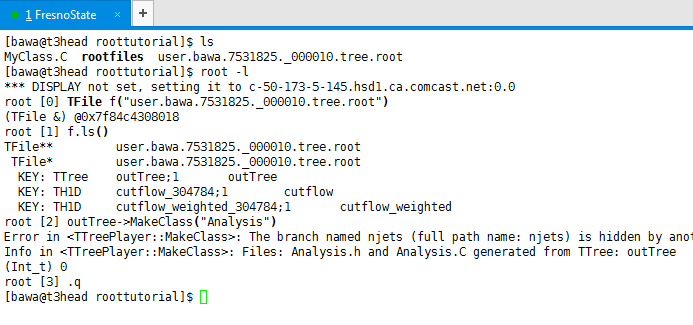 1 FresnoState × +
[bawa@t3head roottutorial]$ ls
MyClass.C rootfiles user.bawa.7531825._000010.tree.root
[bawa@t3head roottutorial]$ root -l
*** DISPLAY not set, setting it to c-50-173-5-145.hsd1.ca.comcast.net:0.0
root [0] TFile f("user.bawa.7531825._000010.tree.root")
(TFile &) @0x7f84c4308018
root [1] f.ls()
TFile** user.bawa.7531825._000010.tree.root
TFile* user.bawa.7531825._000010.tree.root
KEY: TTree outTree;1 outTree
KEY: TH1D cutflow_304784;1 cutflow
KEY: TH1D cutflow_weighted_304784;1 cutflow_weighted
root [2] outTree->MakeClass("Analysis")
Error in <TTreePlayer::MakeClass>: The branch named njets (full path name: njets) is hidden by anot
Info in <TTreePlayer::MakeClass>: Files: Analysis.h and Analysis.C generated from TTree: outTree
(Int_t) 0
root [3] .q
[bawa@t3head roottutorial]$